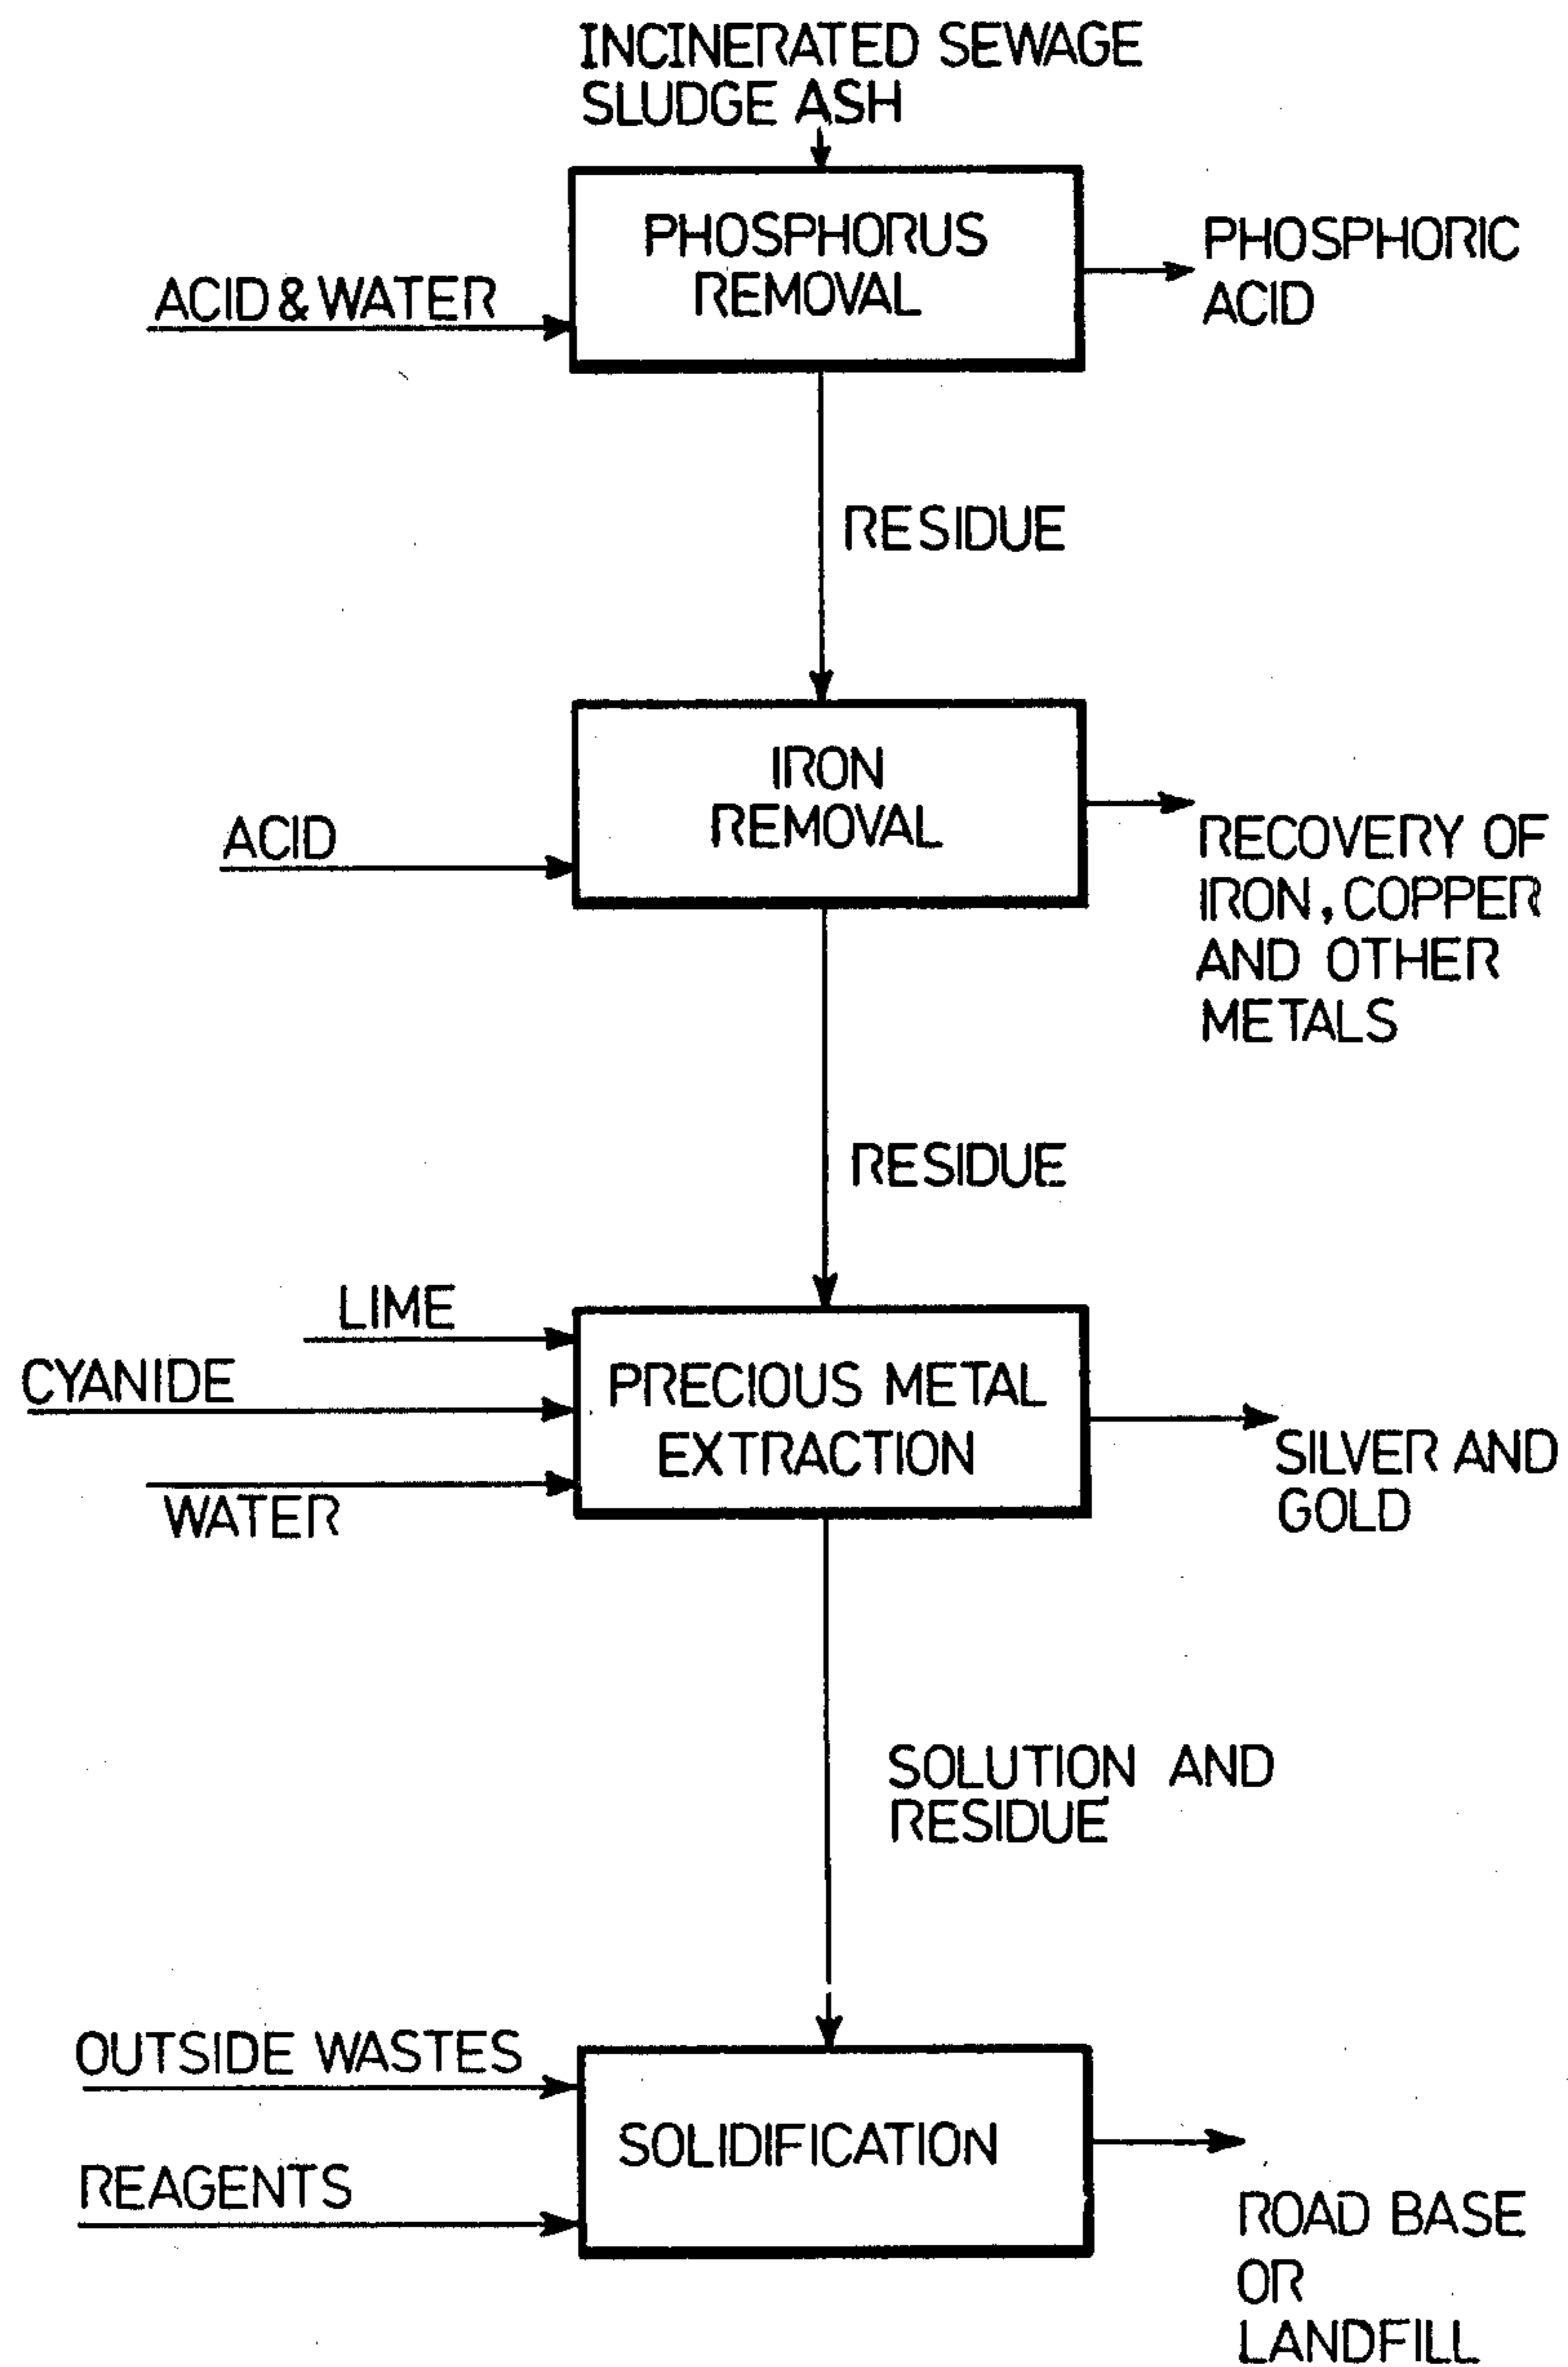 INCINERATED SEWAGE
SLUDGE ASH
PHOSPHORUS
REMOVAL
PHOSPHORIC
ACID
ACID & WATER
RESIDUE
IRON
REMOVAL
ACID
RECOVERY OF
IRON, COPPER
AND OTHER
METALS
RESIDUE
LIME
CYANIDE
WATER
PRECIOUS METAL
EXTRACTION
SILVER AND
GOLD
SOLUTION AND
RESIDUE
OUTSIDE WASTES
REAGENTS
SOLIDIFICATION
ROAD BASE
OR
LANDFILL